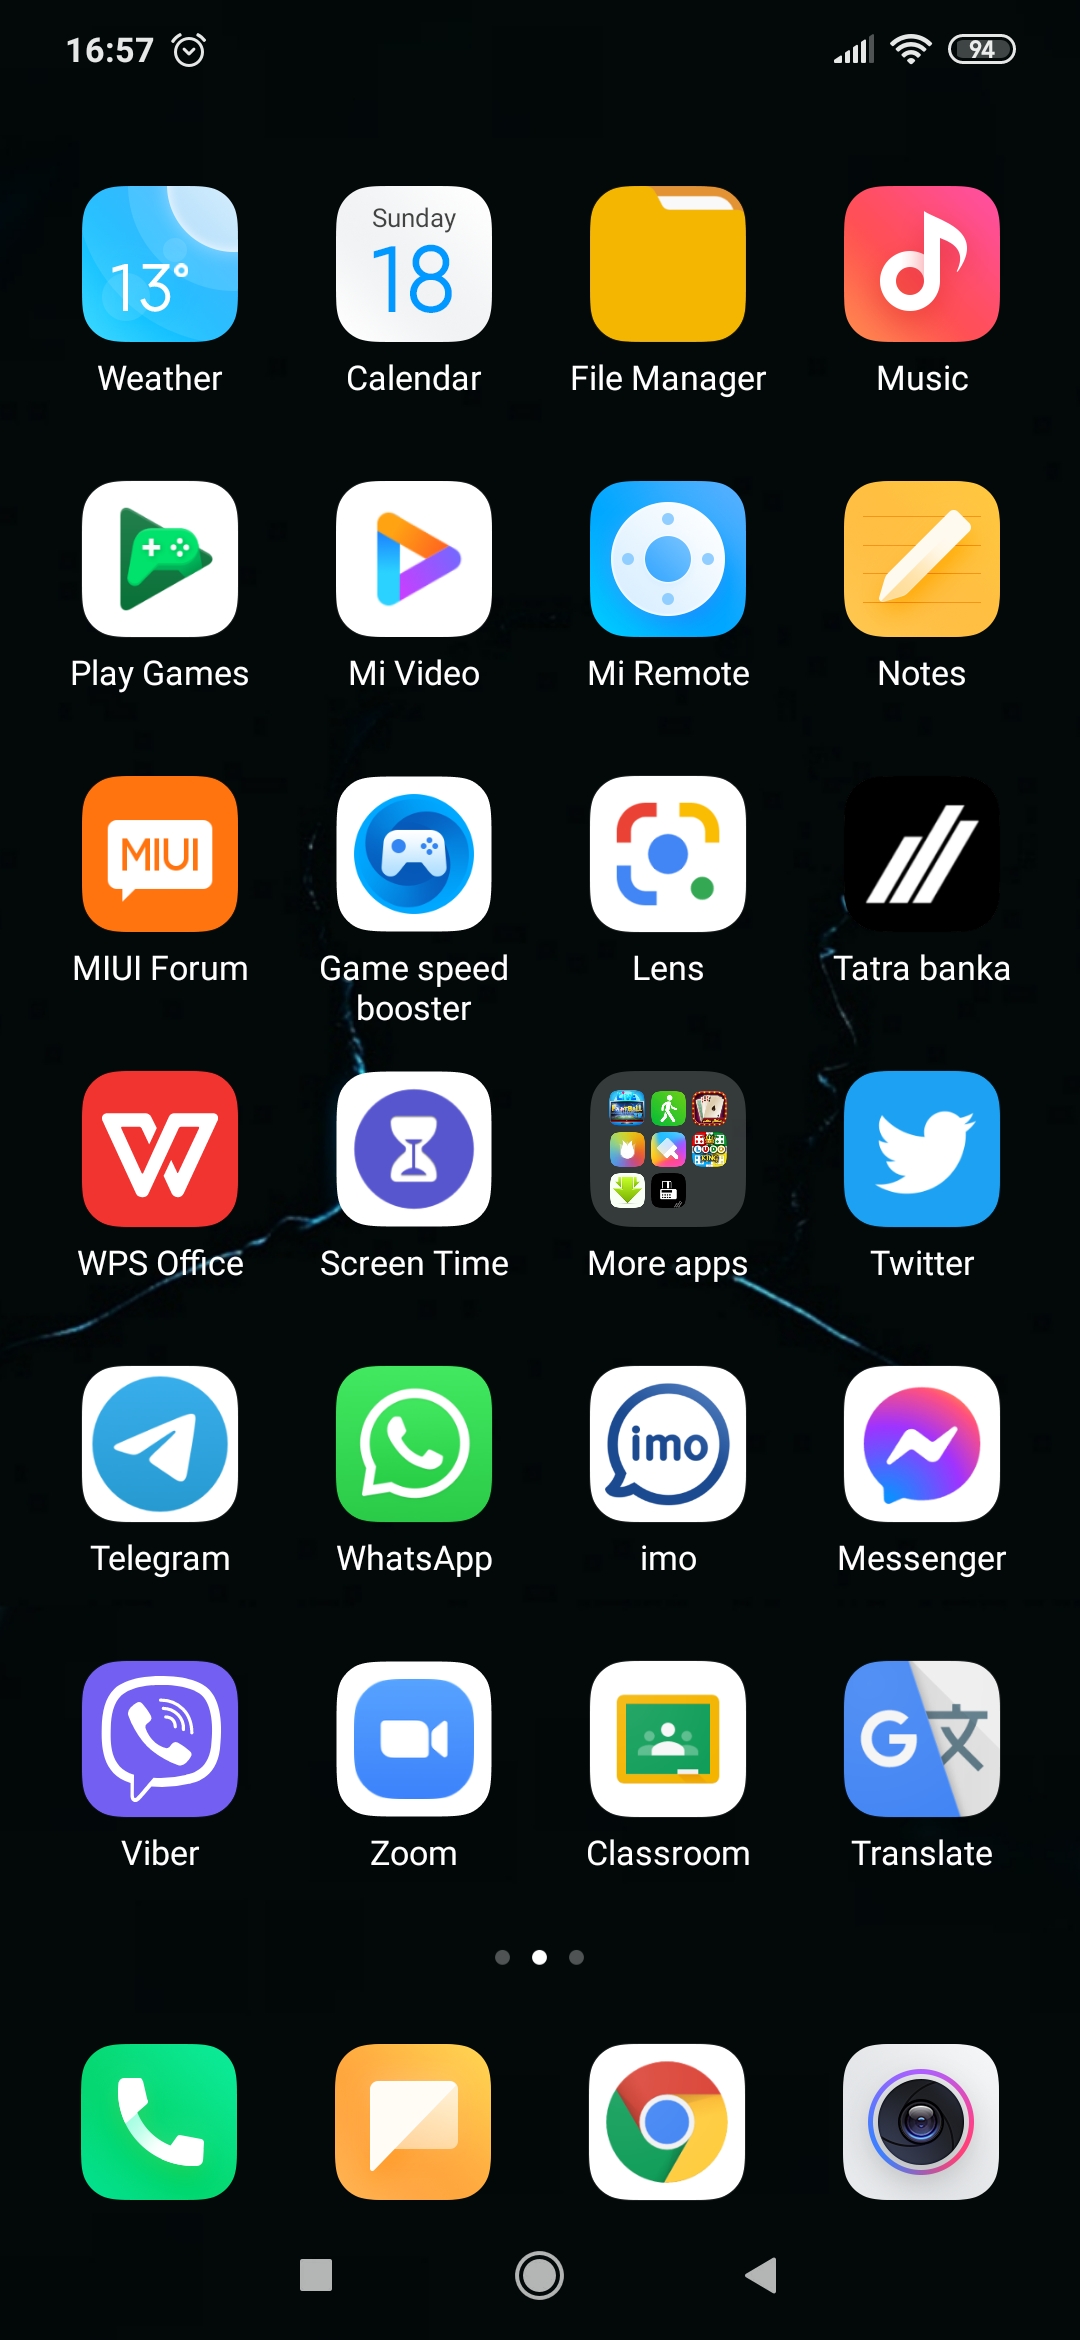 16:57
94
13°
Sunday
18
Weather
Calendar
File Manager
Music
Play Games
Mi Video
Mi Remote
Notes
MIUI
MIUI Forum
Game speed
booster
Lens
Tatra banka
W
LUDO
KING
WPS Office
Screen Time
More apps
Twitter
imo
Telegram
WhatsApp
imo
Messenger
G 文
Viber
Zoom
Classroom
Translate